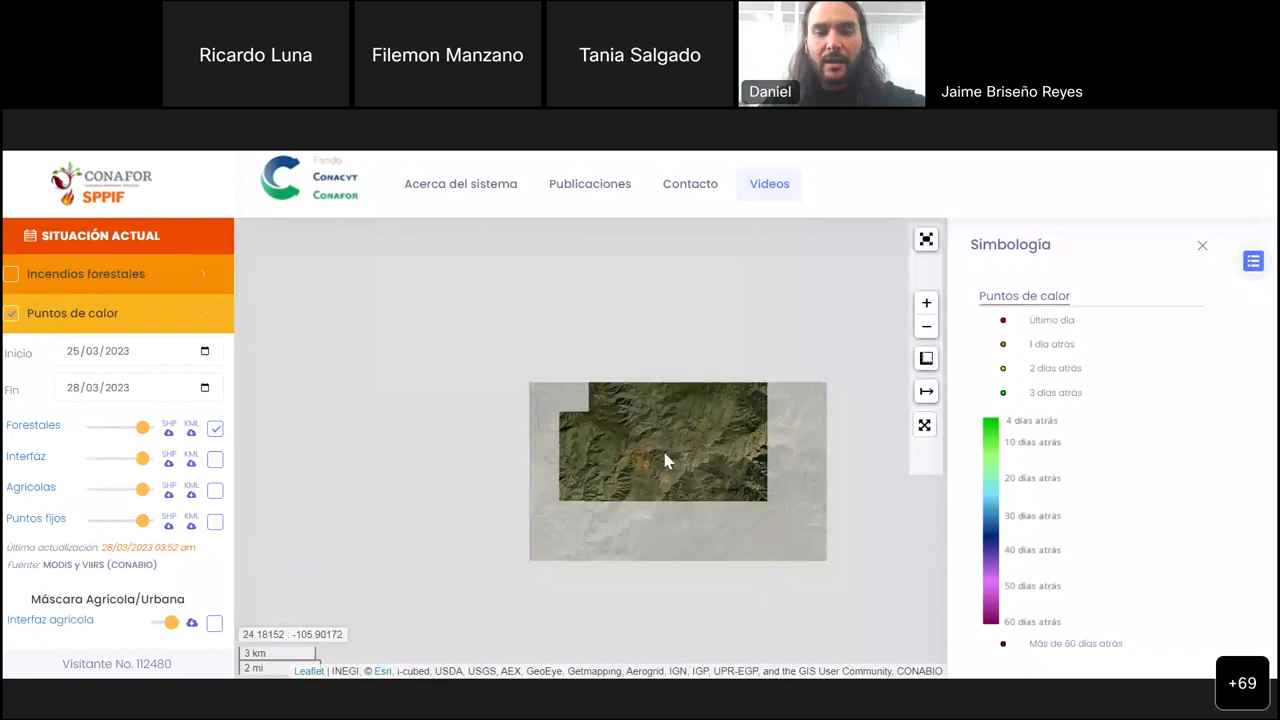 Ricardo Luna
Filemon Manzano
Tania Salgado
Daniel
Jaime Briseño Reyes
CONAFOR
SPPIF
Fondo
CONACYT
CONAFOR
Acerca del sistema
Publicaciones
Contacto
Videos
SITUACIÓN ACTUAL
Incendios forestales
Puntos de calor
Inicio
25/03/2023
Fin
28/03/2023
Forestales
SHP
KML
Interfaz
SHP
KML
Agrícolas
SHP
KML
Puntos fijos
SHP
KML
Última actualización: 28/03/2023 03:52 am
Fuente: MODIS y VIIRS (CONABIO)
Máscara Agrícola/Urbana
Interfaz agrícola
Visitante No. 112480
+
−
24.18152 : -105.90172
3 km
2 mi
Leaflet | INEGI, © Esri, i-cubed, USDA, USGS, AEX, GeoEye, Getmapping, Aerogrid, IGN, IGP, UPR-EGP, and the GIS User Community, CONABIO
Simbología
Puntos de calor
Último día
1 día atrás
2 días atrás
3 días atrás
4 días atrás
10 días atrás
20 días atrás
30 días atrás
40 días atrás
50 días atrás
60 días atrás
Más de 60 días atrás
+69